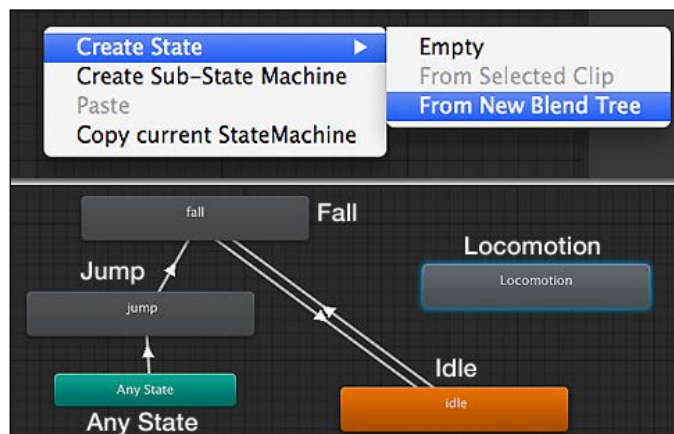 Create State
Create Sub-State Machine
Paste
Copy current StateMachine
Empty
From Selected Clip
From New Blend Tree
fall
Fall
Locomotion
Locomotion
Jump
jump
Any State
Any State
Idle
idle